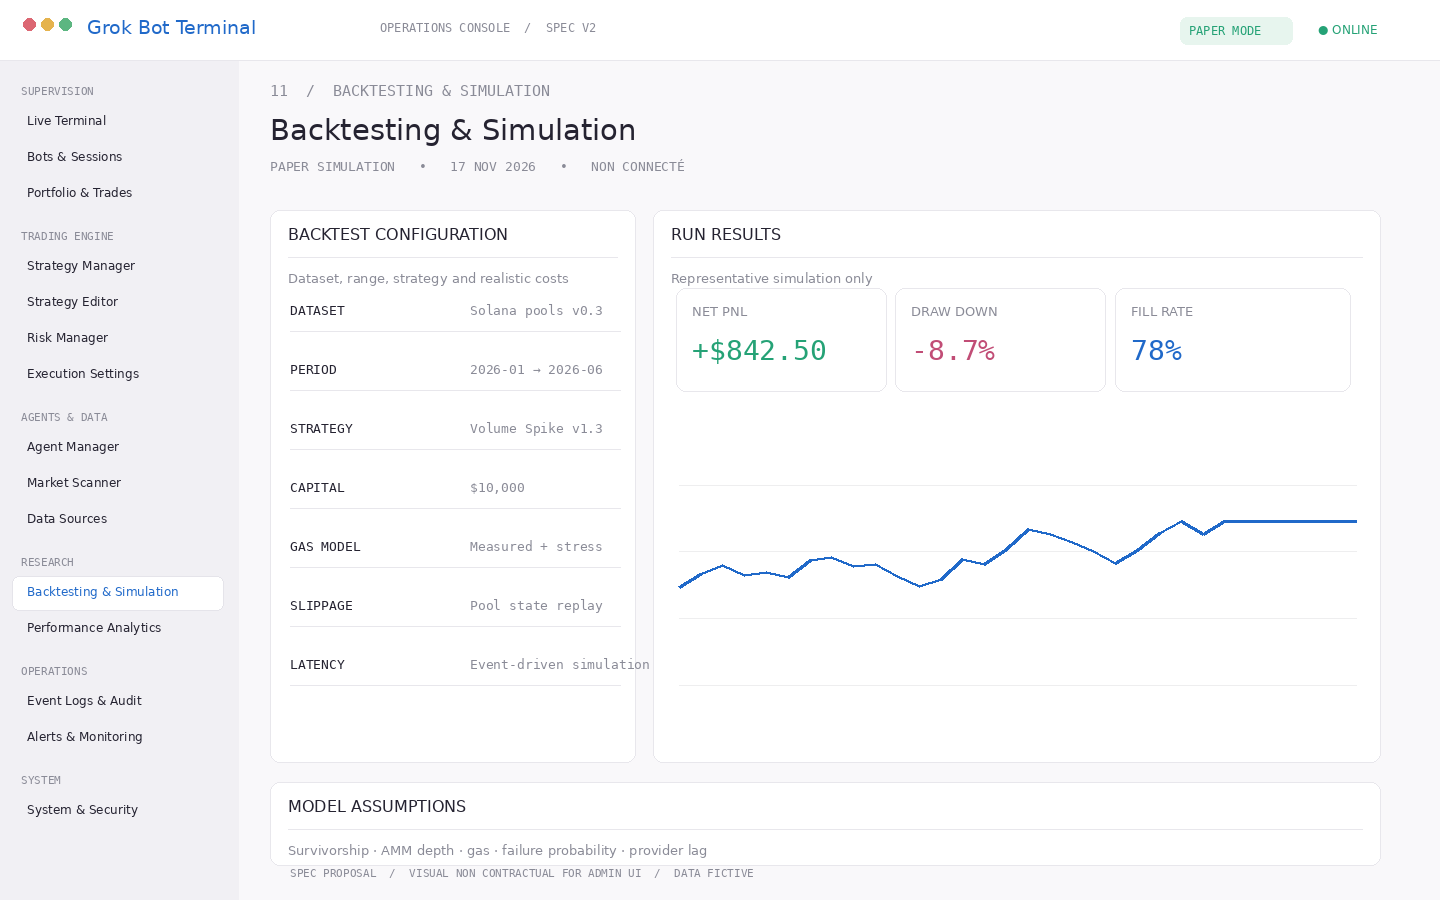 Grok Bot Terminal
OPERATIONS CONSOLE / SPEC V2
PAPER MODE
● ONLINE
SUPERVISION
Live Terminal
Bots & Sessions
Portfolio & Trades
TRADING ENGINE
Strategy Manager
Strategy Editor
Risk Manager
Execution Settings
AGENTS & DATA
Agent Manager
Market Scanner
Data Sources
RESEARCH
Backtesting & Simulation
Performance Analytics
OPERATIONS
Event Logs & Audit
Alerts & Monitoring
SYSTEM
System & Security
11 / BACKTESTING & SIMULATION
Backtesting & Simulation
PAPER SIMULATION • 17 NOV 2026 • NON CONNECTÉ
BACKTEST CONFIGURATION
Dataset, range, strategy and realistic costs
DATASET Solana pools v0.3
PERIOD 2026-01 → 2026-06
STRATEGY Volume Spike v1.3
CAPITAL $10,000
GAS MODEL Measured + stress
SLIPPAGE Pool state replay
LATENCY Event-driven simulation
RUN RESULTS
Representative simulation only
NET PNL
+$842.50
DRAW DOWN
-8.7%
FILL RATE
78%
MODEL ASSUMPTIONS
Survivorship · AMM depth · gas · failure probability · provider lag
SPEC PROPOSAL / VISUAL NON CONTRACTUAL FOR ADMIN UI / DATA FICTIVE